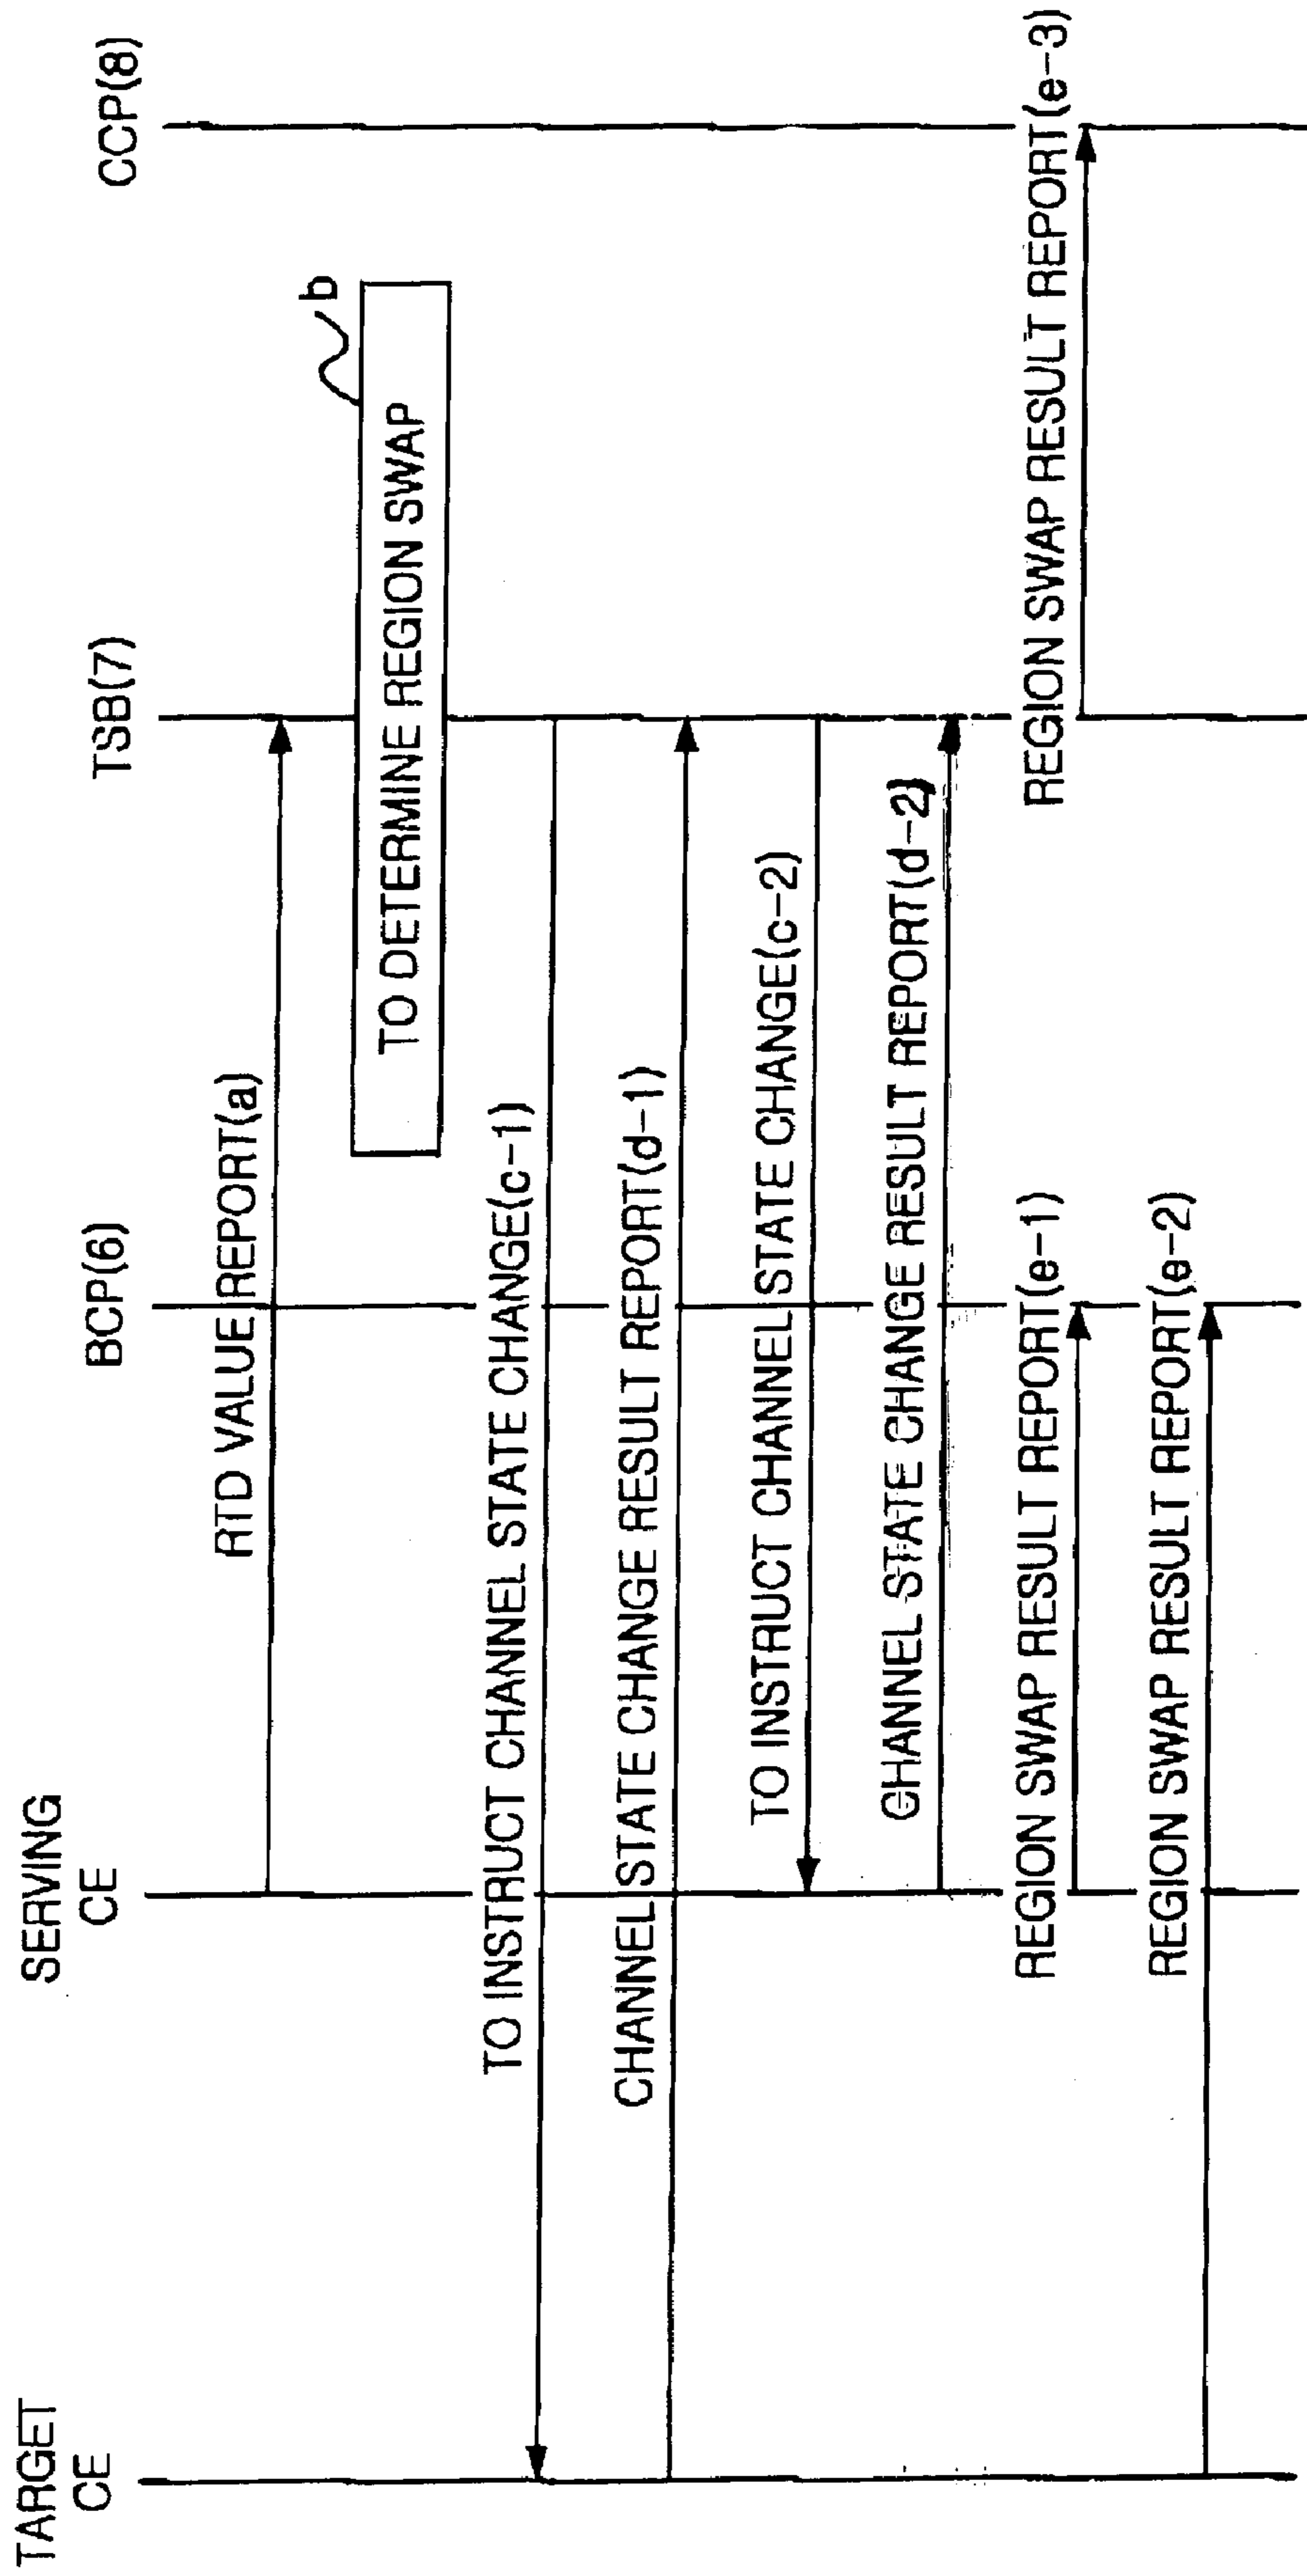 TARGET
CE
SERVING
CE
BCP(6)
TSB(7)
CCP(8)
RTD VALUE REPORT(a)
b
TO DETERMINE REGION SWAP
TO INSTRUCT CHANNEL STATE CHANGE(c-1)
CHANNEL STATE CHANGE RESULT REPORT(d-1)
TO INSTRUCT CHANNEL STATE CHANGE(c-2)
CHANNEL STATE CHANGE RESULT REPORT(d-2)
REGION SWAP RESULT REPORT(e-1)
REGION SWAP RESULT REPORT(e-3)
REGION SWAP RESULT REPORT(e-2)